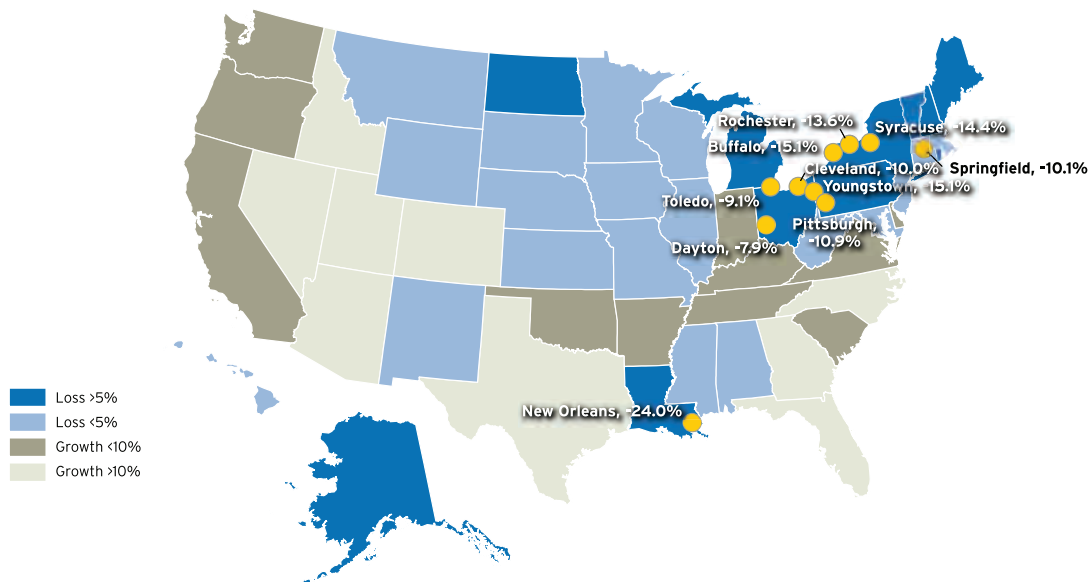 Rochester, -13.6%
Syracuse, -14.4%
Buffalo, -15.1%
Cleveland, -10.0%
Springfield, -10.1%
Youngstown, -15.1%
Toledo, -9.1%
Pittsburgh,
-10.9%
Dayton, -7.9%
New Orleans, -24.0%
Loss >5%
Loss <5%
Growth <10%
Growth >10%